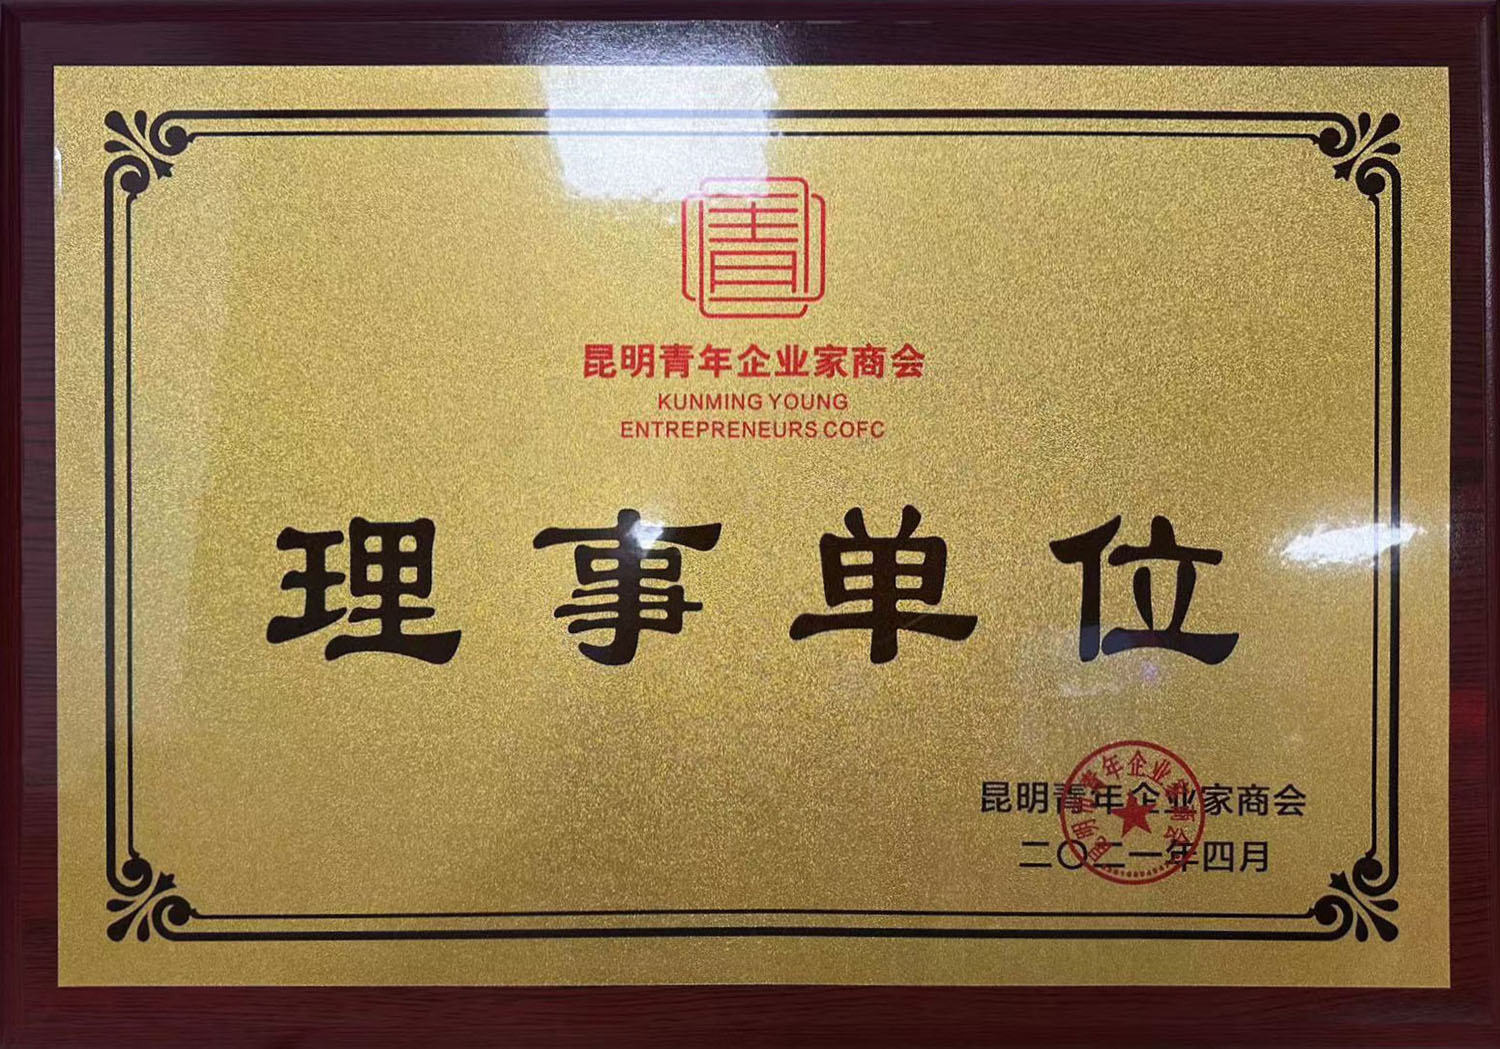 昆明青年企业家商会
KUNMING YOUNG
ENTREPRENEURS COFC
理事单位
昆明青年企业家商会
二〇二一年四月